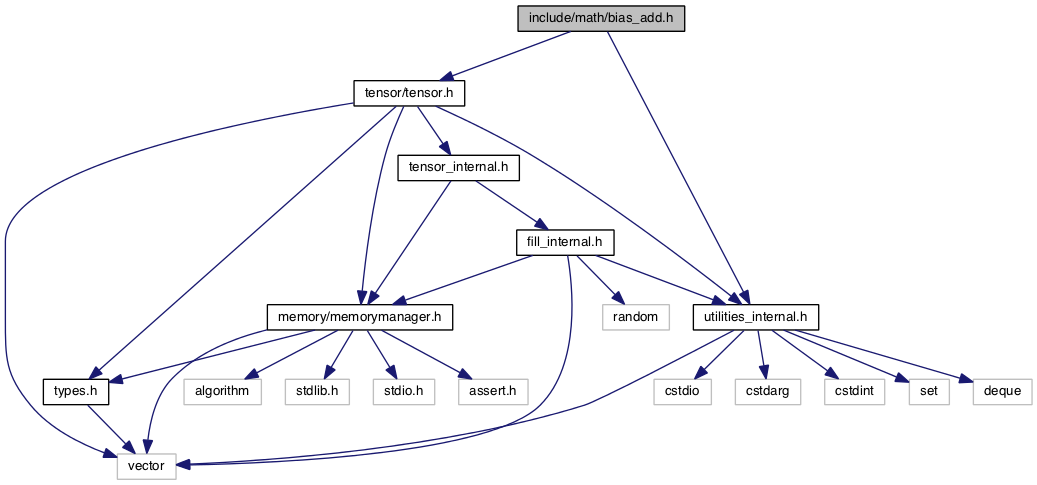 include/math/bias_add.h
tensor/tensor.h
tensor_internal.h
fill_internal.h
memory/memorymanager.h
random
utilities_internal.h
types.h
algorithm
stdlib.h
stdio.h
assert.h
cstdio
cstdarg
cstdint
set
deque
vector